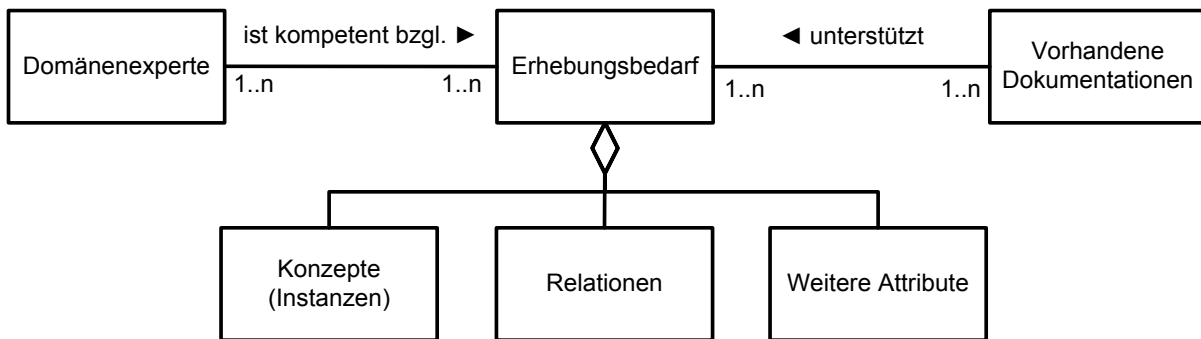 ist kompetent bzgl. ►
◄ unterstützt
Domänenexperte
Erhebungsbedarf
Vorhandene
Dokumentationen
1..n
1..n
1..n
1..n
Konzepte
(Instanzen)
Relationen
Weitere Attribute